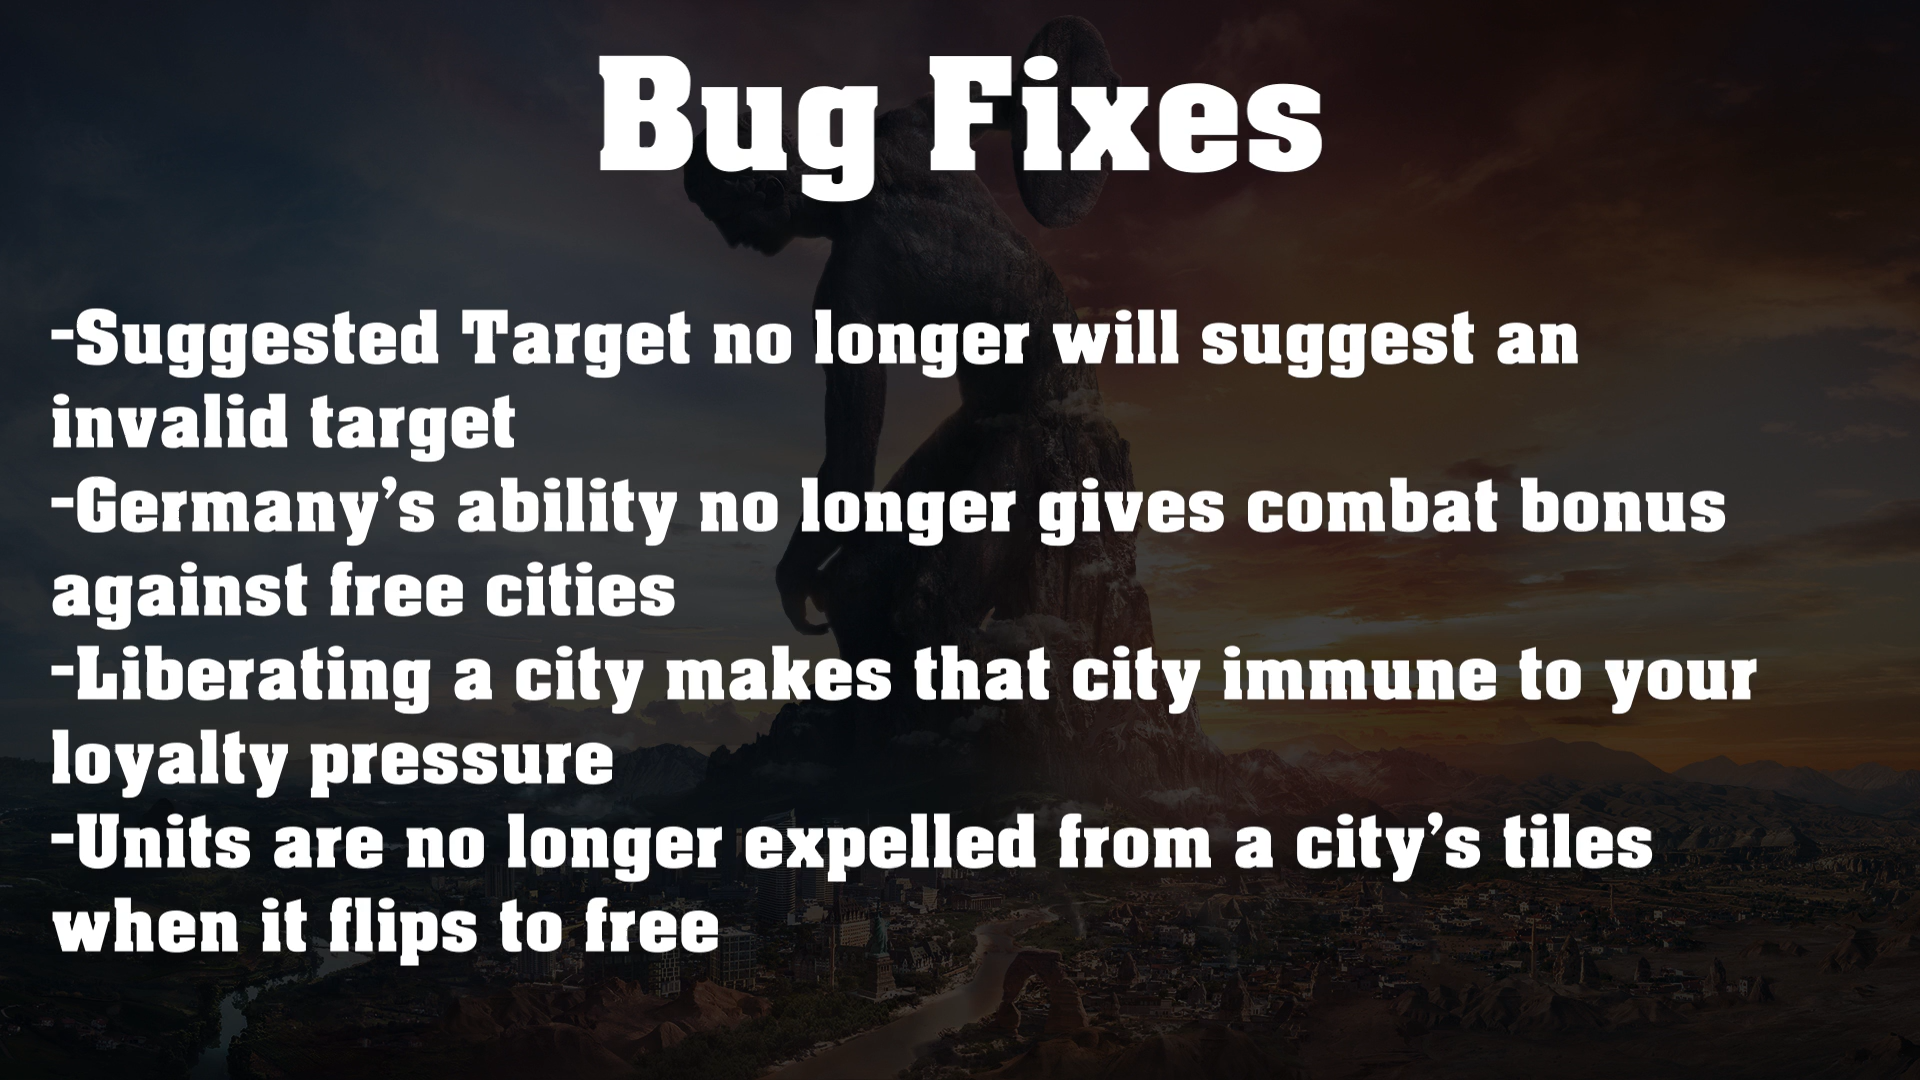 Bug Fixes
-Suggested Target no longer will suggest an
invalid target
-Germany’s ability no longer gives combat bonus
against free cities
-Liberating a city makes that city immune to your
loyalty pressure
-Units are no longer expelled from a city’s tiles
when it flips to free